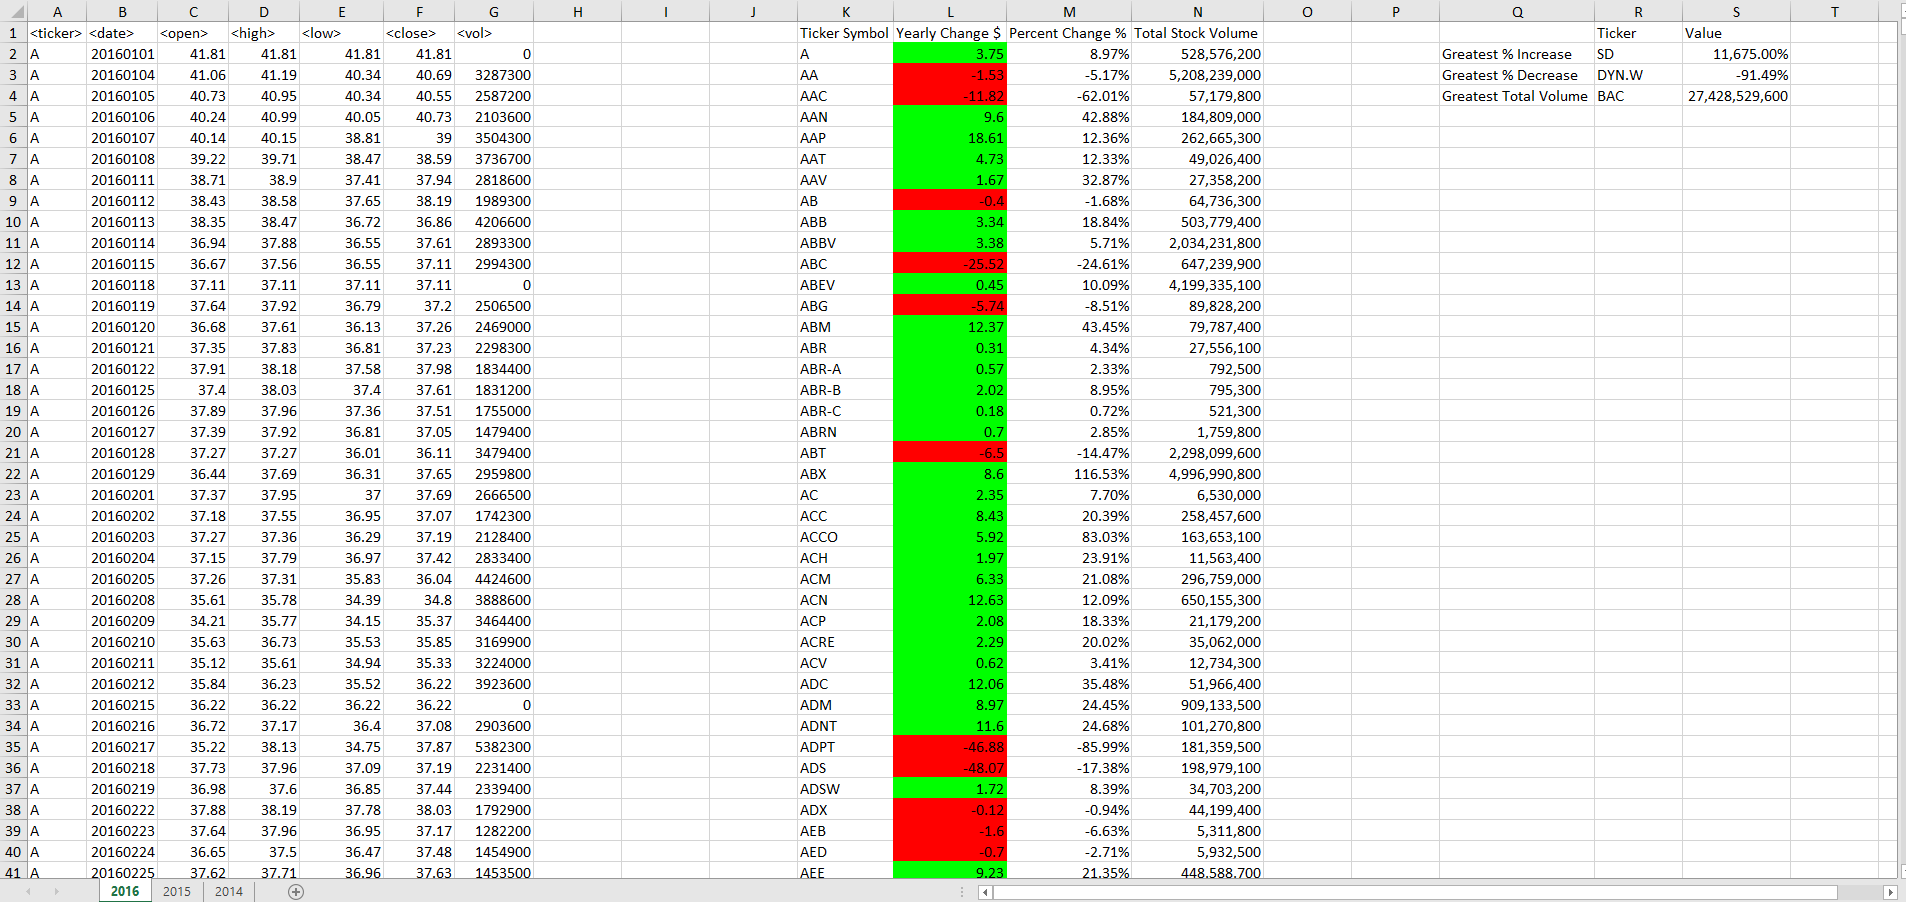 A B C D E F G H I J K L M N O P Q R S T
1 <ticker> <date> <open> <high> <low> <close> <vol> Ticker Symbol Yearly Change $ Percent Change % Total Stock Volume Ticker Value
2 A 20160101 41.81 41.81 41.81 41.81 0 A 3.75 8.97% 528,576,200 Greatest % Increase SD 11,675.00%
3 A 20160104 41.06 41.19 40.34 40.69 3287300 AA -1.53 -5.17% 5,208,239,000 Greatest % Decrease DYN.W -91.49%
4 A 20160105 40.73 40.95 40.34 40.55 2587200 AAC -11.82 -62.01% 57,179,800 Greatest Total Volume BAC 27,428,529,600
5 A 20160106 40.24 40.99 40.05 40.73 2103600 AAN 9.6 42.88% 184,809,000
6 A 20160107 40.14 40.15 38.81 39 3504300 AAP 18.61 12.36% 262,665,300
7 A 20160108 39.22 39.71 38.47 38.59 3736700 AAT 4.73 12.33% 49,026,400
8 A 20160111 38.71 38.9 37.41 37.94 2818600 AAV 1.67 32.87% 27,358,200
9 A 20160112 38.43 38.58 37.65 38.19 1989300 AB -0.4 -1.68% 64,736,300
10 A 20160113 38.35 38.47 36.72 36.86 4206600 ABB 3.34 18.84% 503,779,400
11 A 20160114 36.94 37.88 36.55 37.61 2893300 ABBV 3.38 5.71% 2,034,231,800
12 A 20160115 36.67 37.56 36.55 37.11 2994300 ABC -25.52 -24.61% 647,239,900
13 A 20160118 37.11 37.11 37.11 37.11 0 ABEV 0.45 10.09% 4,199,335,100
14 A 20160119 37.64 37.92 36.79 37.2 2506500 ABG -5.74 -8.51% 89,828,200
15 A 20160120 36.68 37.61 36.13 37.26 2469000 ABM 12.37 43.45% 79,787,400
16 A 20160121 37.35 37.83 36.81 37.23 2298300 ABR 0.31 4.34% 27,556,100
17 A 20160122 37.91 38.18 37.58 37.98 1834400 ABR-A 0.57 2.33% 792,500
18 A 20160125 37.4 38.03 37.4 37.61 1831200 ABR-B 2.02 8.95% 795,300
19 A 20160126 37.89 37.96 37.36 37.51 1755000 ABR-C 0.18 0.72% 521,300
20 A 20160127 37.39 37.92 36.81 37.05 1479400 ABRN 0.7 2.85% 1,759,800
21 A 20160128 37.27 37.27 36.01 36.11 3479400 ABT -6.5 -14.47% 2,298,099,600
22 A 20160129 36.44 37.69 36.31 37.65 2959800 ABX 8.6 116.53% 4,996,990,800
23 A 20160201 37.37 37.95 37 37.69 2666500 AC 2.35 7.70% 6,530,000
24 A 20160202 37.18 37.55 36.95 37.07 1742300 ACC 8.43 20.39% 258,457,600
25 A 20160203 37.27 37.36 36.29 37.19 2128400 ACCO 5.92 83.03% 163,653,100
26 A 20160204 37.15 37.79 36.97 37.42 2833400 ACH 1.97 23.91% 11,563,400
27 A 20160205 37.26 37.31 35.83 36.04 4424600 ACM 6.33 21.08% 296,759,000
28 A 20160208 35.61 35.78 34.39 34.8 3888600 ACN 12.63 12.09% 650,155,300
29 A 20160209 34.21 35.77 34.15 35.37 3464400 ACP 2.08 18.33% 21,179,200
30 A 20160210 35.63 36.73 35.53 35.85 3169900 ACRE 2.29 20.02% 35,062,000
31 A 20160211 35.12 35.61 34.94 35.33 3224000 ACV 0.62 3.41% 12,734,300
32 A 20160212 35.84 36.23 35.52 36.22 3923600 ADC 12.06 35.48% 51,966,400
33 A 20160215 36.22 36.22 36.22 36.22 0 ADM 8.97 24.45% 909,133,500
34 A 20160216 36.72 37.17 36.4 37.08 2903600 ADNT 11.6 24.68% 101,270,800
35 A 20160217 35.22 38.13 34.75 37.87 5382300 ADPT -46.88 -85.99% 181,359,500
36 A 20160218 37.73 37.96 37.09 37.19 2231400 ADS -48.07 -17.38% 198,979,100
37 A 20160219 36.98 37.6 36.85 37.44 2339400 ADSW 1.72 8.39% 34,703,200
38 A 20160222 37.88 38.19 37.78 38.03 1792900 ADX -0.12 -0.94% 44,199,400
39 A 20160223 37.64 37.96 36.95 37.17 1282200 AEB -1.6 -6.63% 5,311,800
40 A 20160224 36.65 37.5 36.47 37.48 1454900 AED -0.7 -2.71% 5,932,500
41 A 20160225 37.62 37.71 36.96 37.63 1453500 AEE 9.23 21.35% 448,588,700
2016 2015 2014